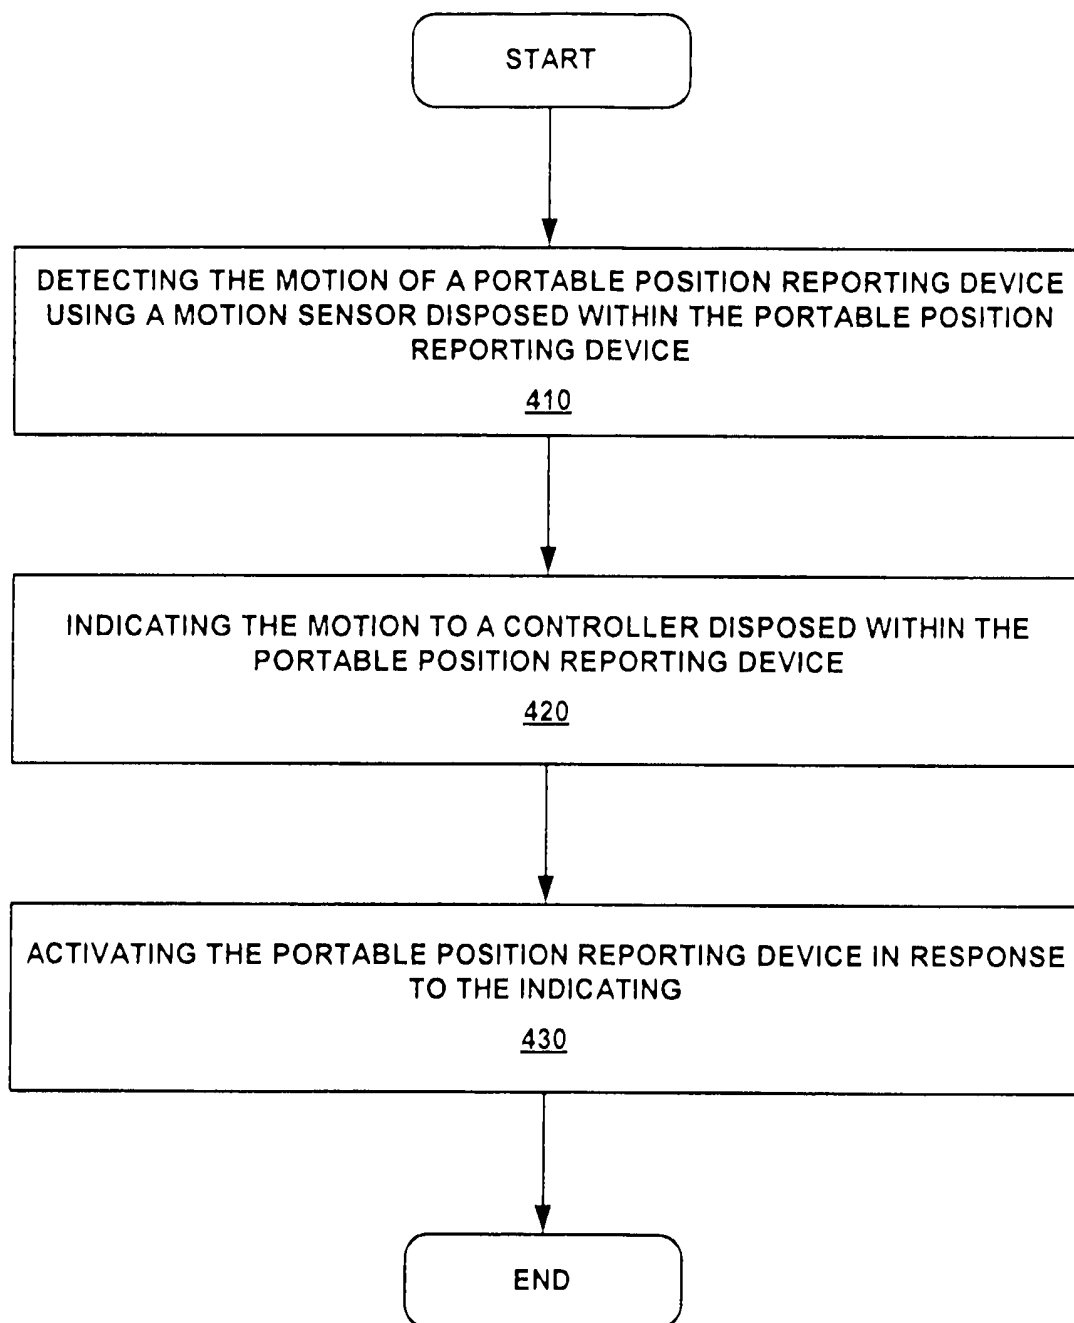 START
DETECTING THE MOTION OF A PORTABLE POSITION REPORTING DEVICE
USING A MOTION SENSOR DISPOSED WITHIN THE PORTABLE POSITION
REPORTING DEVICE
410
INDICATING THE MOTION TO A CONTROLLER DISPOSED WITHIN THE
PORTABLE POSITION REPORTING DEVICE
420
ACTIVATING THE PORTABLE POSITION REPORTING DEVICE IN RESPONSE
TO THE INDICATING
430
END